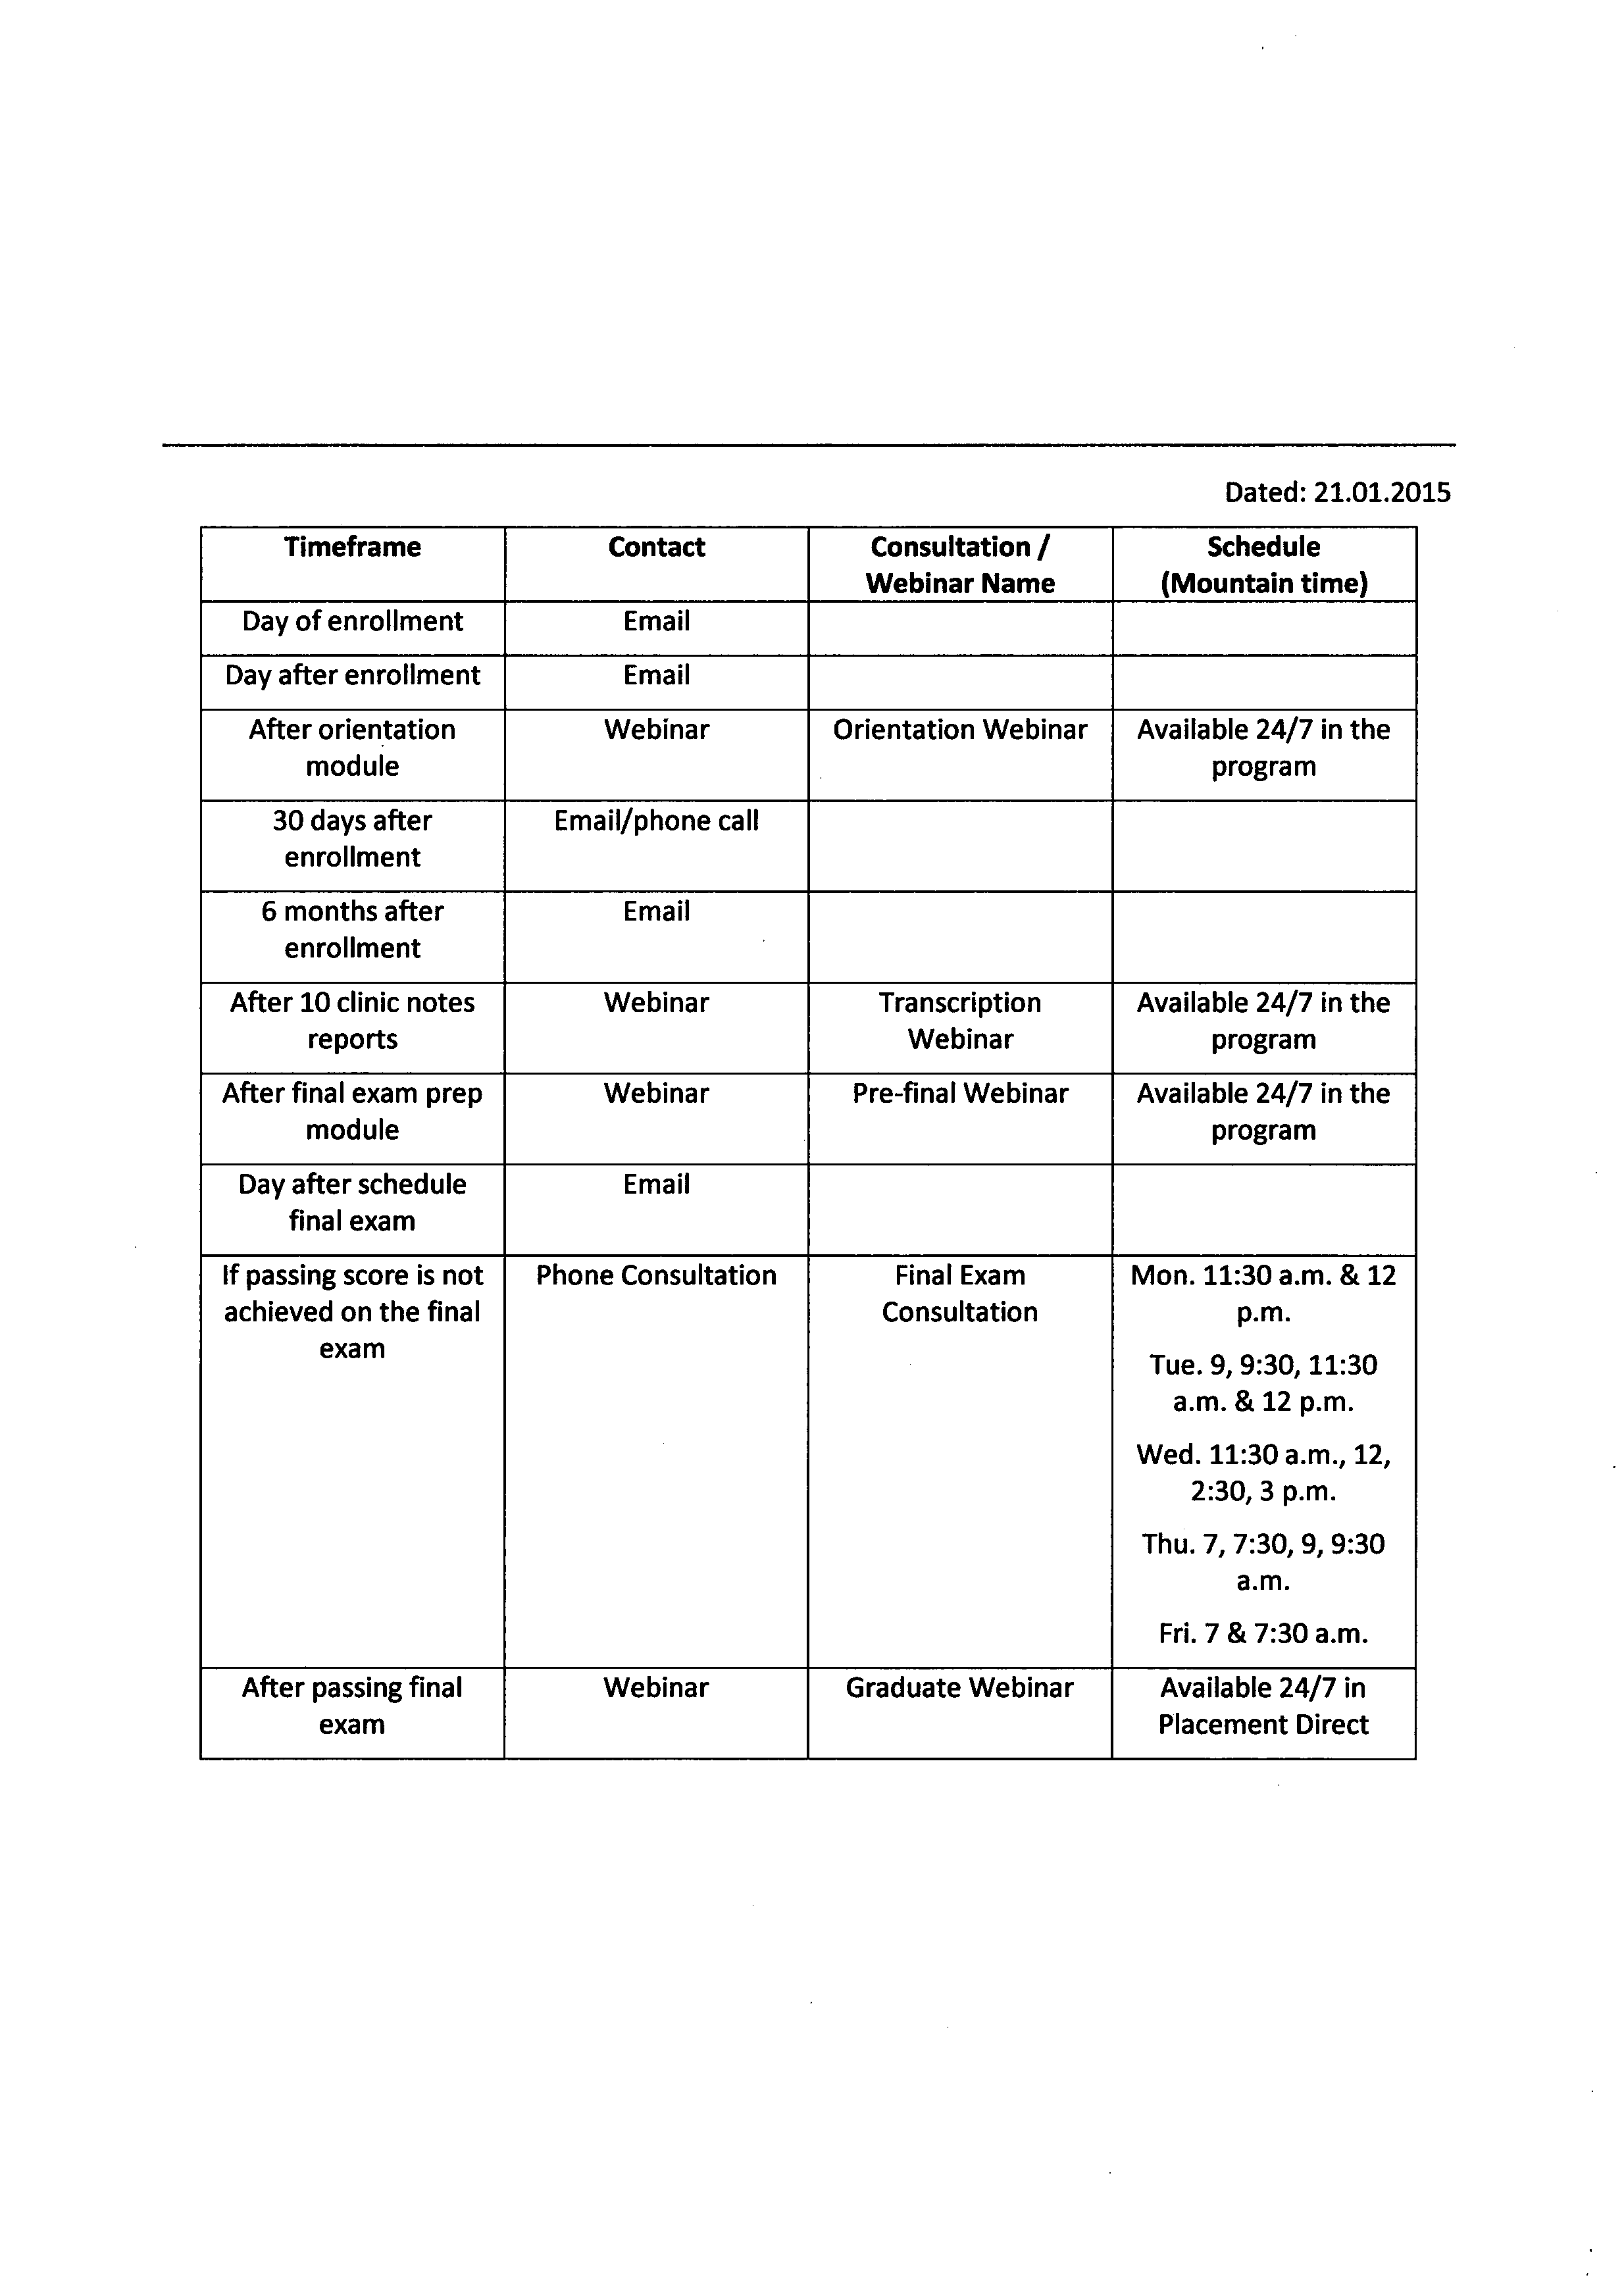 Dated: 21.01.2015
Timeframe Contact Consultation / Schedule
Webinar Name (Mountain time)
Day of enrollment Email
Day after enrollment Email
After orientation Webinar Orientation Webinar Available 24/7 in the
module program
30 days after Email/phone call
enrollment
6 months after Email
enrollment
After 10 clinic notes Webinar Transcription Available 24/7 in the
reports Webinar program
After final exam prep Webinar Pre-final Webinar Available 24/7 in the
module program
Day after schedule Email
final exam
If passing score is not Phone Consultation Final Exam Mon. 11:30 a.m. & 12
achieved on the final Consultation p.m.
exam
Tue. 9, 9:30, 11:30
a.m. & 12 p.m.
Wed. 11:30 a.m., 12,
2:30, 3 p.m.
Thu. 7, 7:30, 9, 9:30
a.m.
Fri. 7 & 7:30 a.m.
After passing final Webinar Graduate Webinar Available 24/7 in
exam Placement Direct